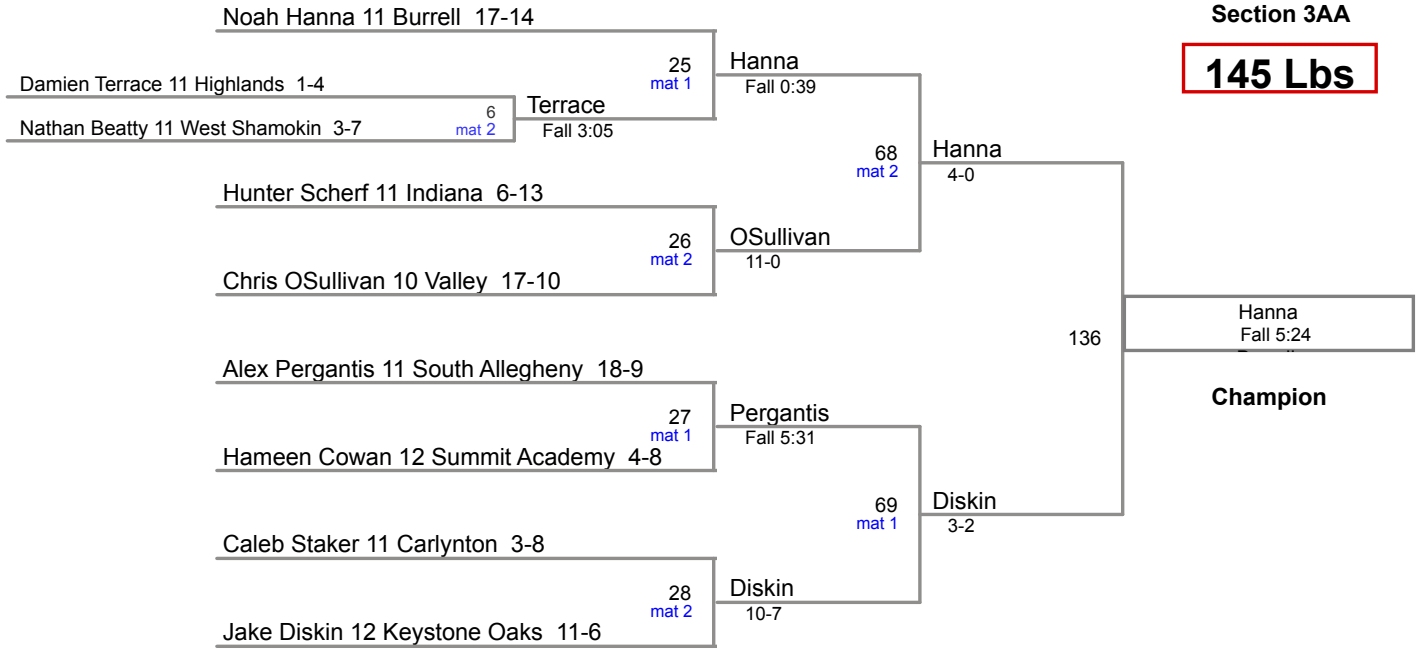 Noah Hanna 11 Burrell 17-14
Section 3AA
145 Lbs
25
mat 1
Hanna
Fall 0:39
Damien Terrace 11 Highlands 1-4
6
mat 2
Terrace
Fall 3:05
Nathan Beatty 11 West Shamokin 3-7
68
mat 2
Hanna
4-0
Hunter Scherf 11 Indiana 6-13
26
mat 2
OSullivan
11-0
Chris OSullivan 10 Valley 17-10
136
Hanna
Fall 5:24
Champion
Alex Pergantis 11 South Allegheny 18-9
27
mat 1
Pergantis
Fall 5:31
Hameen Cowan 12 Summit Academy 4-8
69
mat 1
Diskin
3-2
Caleb Staker 11 Carlynton 3-8
28
mat 2
Diskin
10-7
Jake Diskin 12 Keystone Oaks 11-6